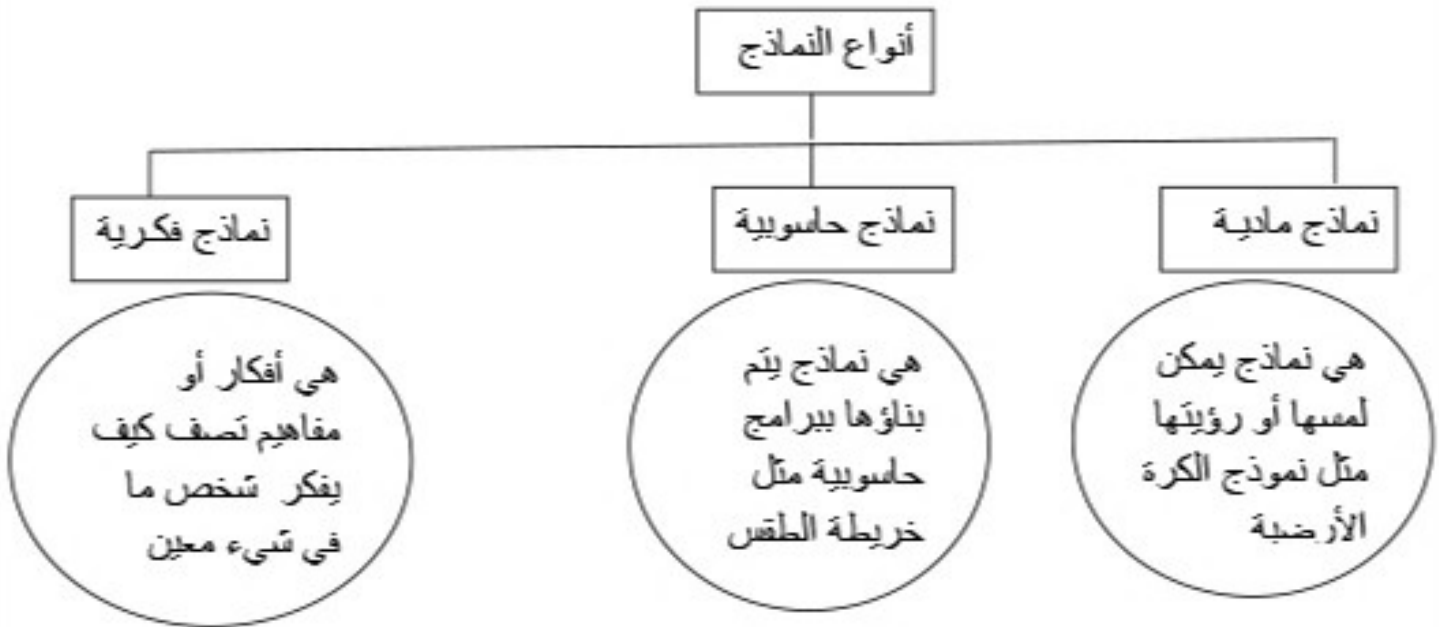 أنواع النماذج
نماذج مادية
نماذج حاسوبية
نماذج فكرية
هي نماذج يمكن
لمسها أو رؤيتها
مثل نموذج الكرة
الأرضية
هي نماذج يتم
بناؤها ببرامج
حاسوبية مثل
خريطة الطقس
هي أفكار أو
مفاهيم تصف كيف
يفكر شخص ما
في شيء معين